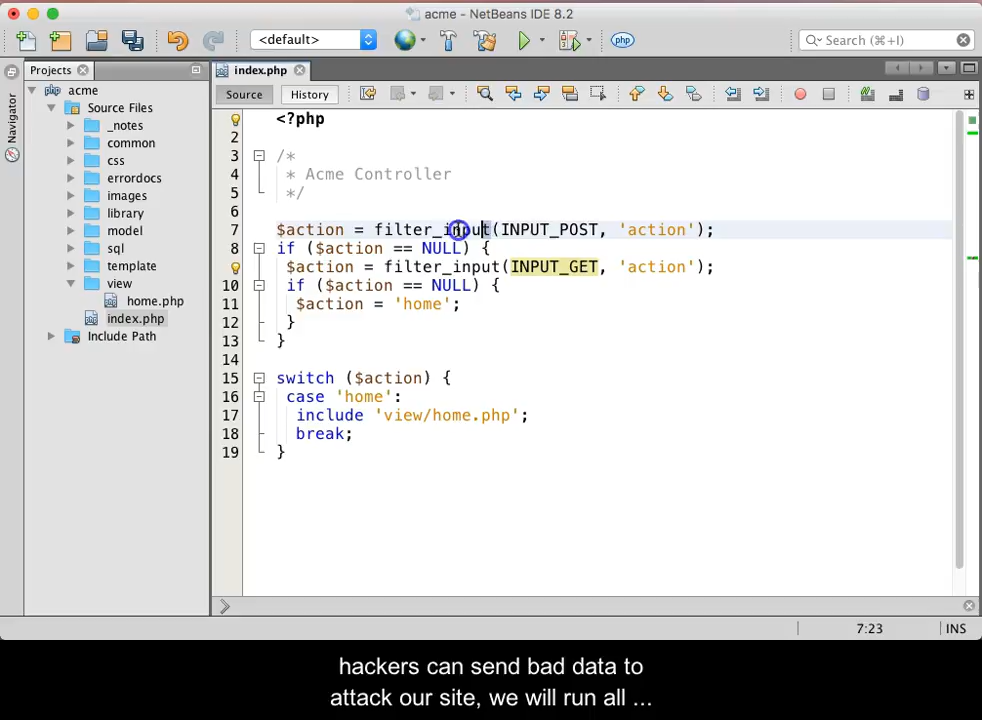 acme - NetBeans IDE 8.2
<default>
php
Search (⌘+I)
Projects
index.php
Navigator
acme
Source
History
Source Files
_notes
common
css
errordocs
images
library
model
sql
template
view
home.php
index.php
Include Path
<?php
2
3 /*
4 * Acme Controller
5 */
6
7 $action = filter_input(INPUT_POST, 'action');
8 if ($action == NULL) {
$action = filter_input(INPUT_GET, 'action');
10 if ($action == NULL) {
11 $action = 'home';
12 }
13 }
14
15 switch ($action) {
16 case 'home':
17 include 'view/home.php';
18 break;
19 }
7:23
INS
hackers can send bad data to
attack our site, we will run all ...